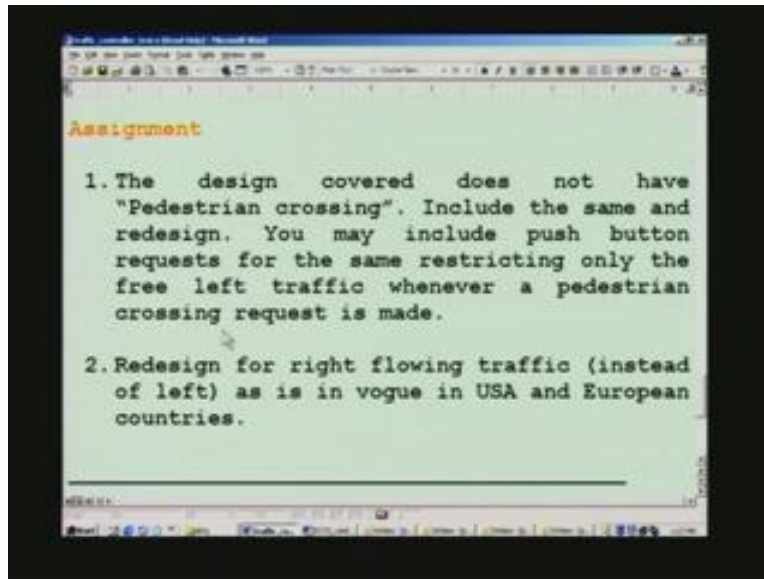 Assignment
1. The design covered does not have
"Pedestrian crossing". Include the same and
redesign. You may include push button
requests for the same restricting only the
free left traffic whenever a pedestrian
crossing request is made.
2. Redesign for right flowing traffic (instead
of left) as is in vogue in USA and European
countries.